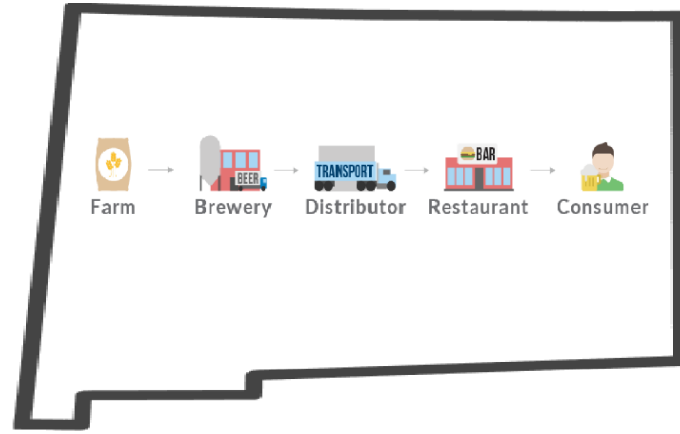 BEER
TRANSPORT
BAR
Farm
Brewery
Distributor
Restaurant
Consumer